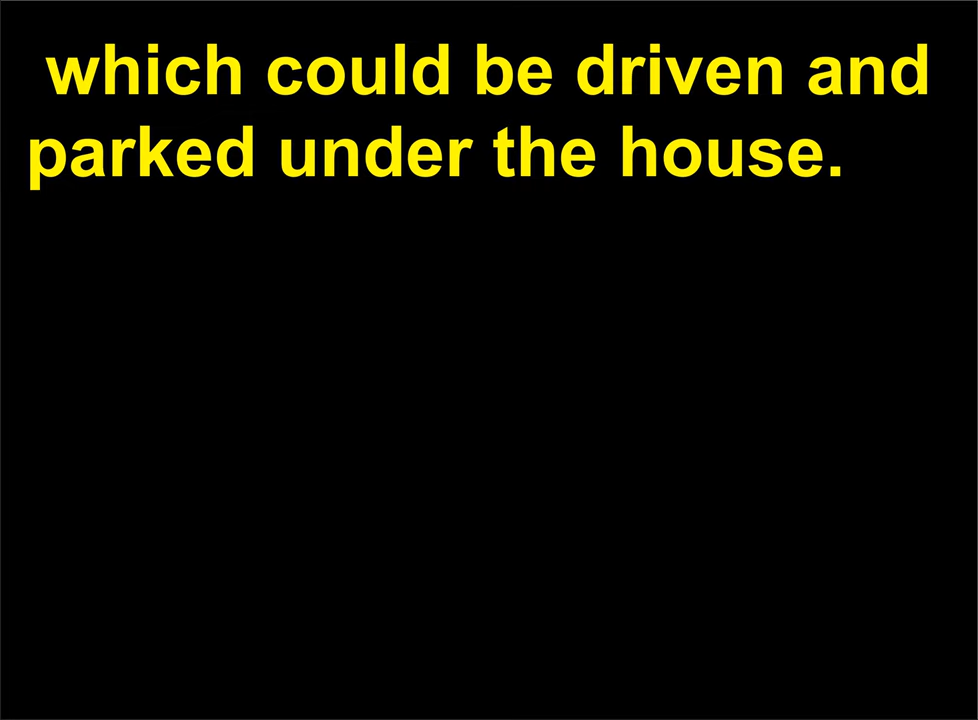 which could be driven and
parked under the house.